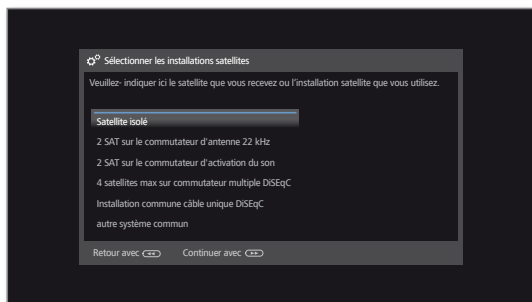 Sélectionner les installations satellites
Veuillez- indiquer ici le satellite que vous recevez ou l'installation satellite que vous utilisez.
Satellite isolé
2 SAT sur le commutateur d'antenne 22 kHz
2 SAT sur le commutateur d'activation du son
4 satellites max sur commutateur multiple DiSEqC
Installation commune câble unique DiSEqC
autre système commun
Retour avec Continuer avec